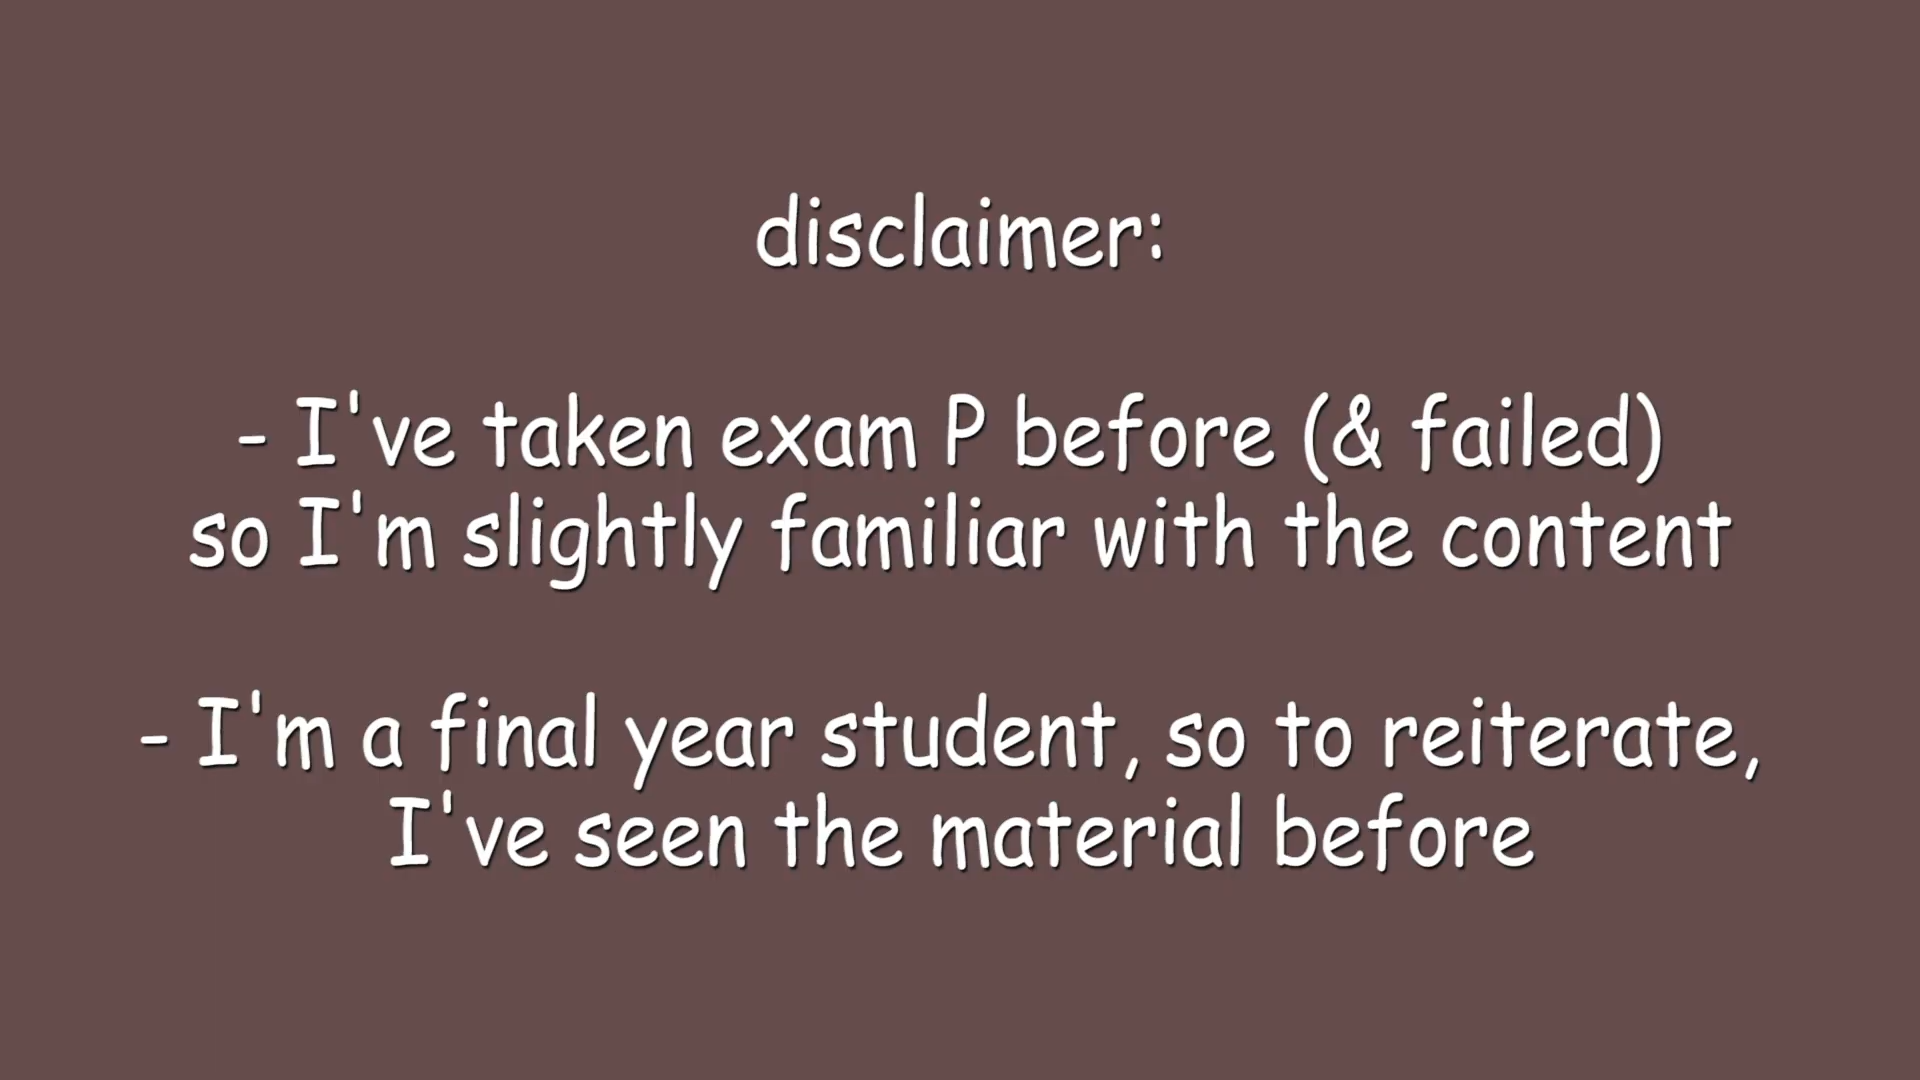 disclaimer:
- I've taken exam P before (& failed)
so I'm slightly familiar with the content
- I'm a final year student, so to reiterate,
I've seen the material before